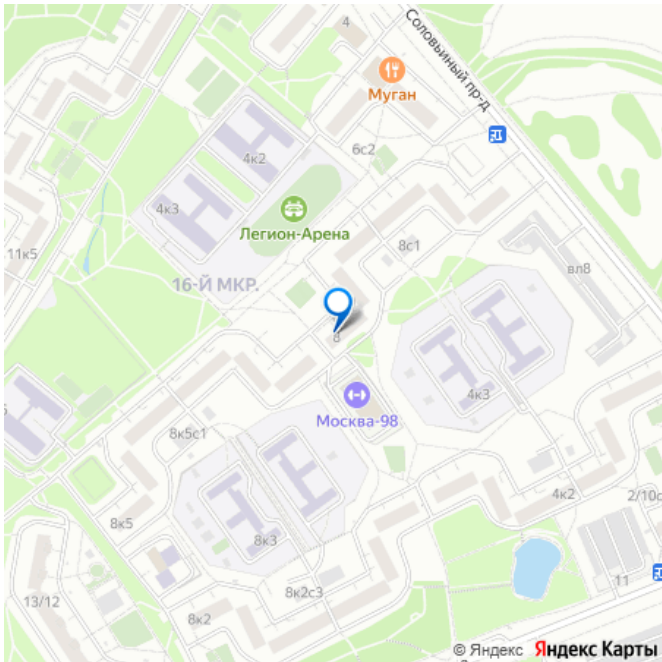 4
Соловьиный пр-д
Муган
6с2
4к2
4к3
Легион-Арена
8с1
11к5
вл8
16-Й МКР.
8
4к3
Москва-98
8к5с1
4к2
2/10с
8к5
8к3
11
8к2с3
13/12
8к2
© Яндекс Яндекс Карты